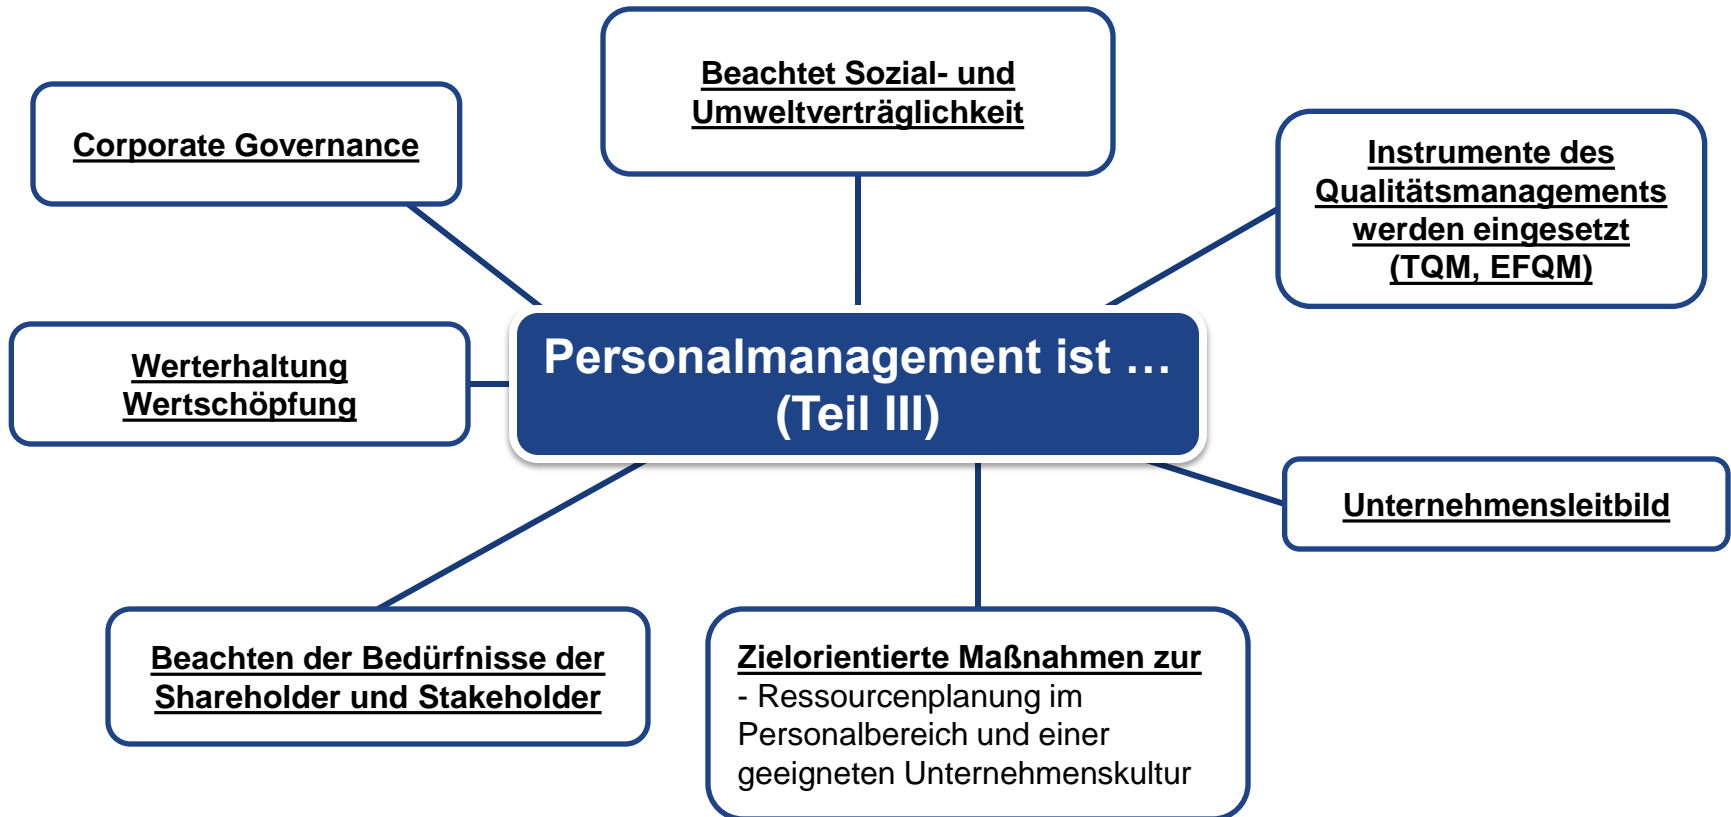 Beachtet Sozial- und
Umweltverträglichkeit
Corporate Governance
Instrumente des
Qualitätsmanagements
werden eingesetzt
(TQM, EFQM)
Personalmanagement ist …
(Teil III)
Werterhaltung
Wertschöpfung
Unternehmensleitbild
Beachten der Bedürfnisse der
Shareholder und Stakeholder
Zielorientierte Maßnahmen zur
- Ressourcenplanung im
Personalbereich und einer
geeigneten Unternehmenskultur